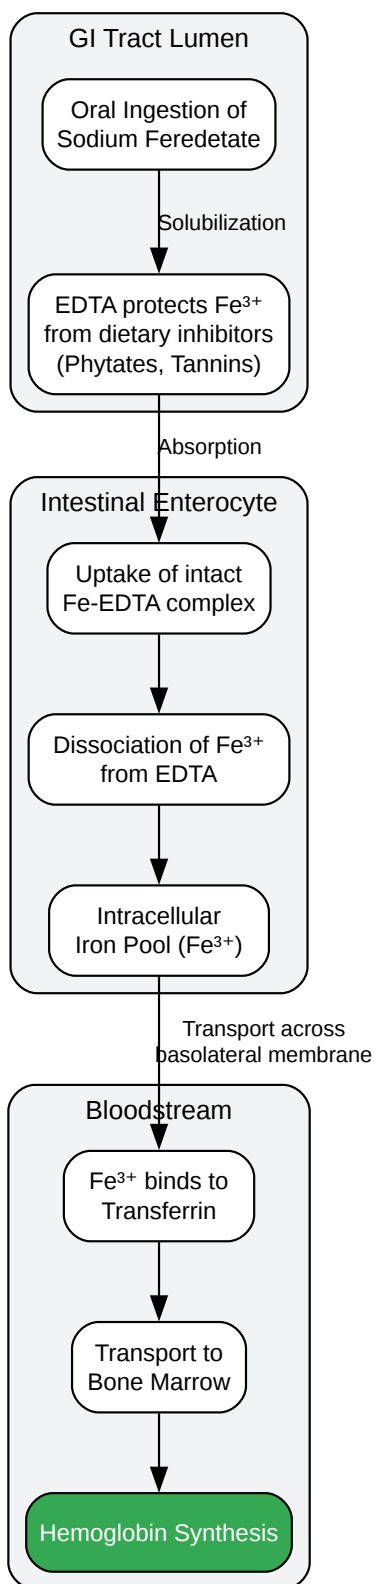 GI Tract Lumen
Oral Ingestion of
Sodium Feredetate
Solubilization
EDTA protects Fe³⁺
from dietary inhibitors
(Phytates, Tannins)
Absorption
Intestinal Enterocyte
Uptake of intact
Fe-EDTA complex
Dissociation of Fe³⁺
from EDTA
Intracellular
Iron Pool (Fe³⁺)
Transport across
basolateral membrane
Bloodstream
Fe³⁺ binds to
Transferrin
Transport to
Bone Marrow
Hemoglobin Synthesis